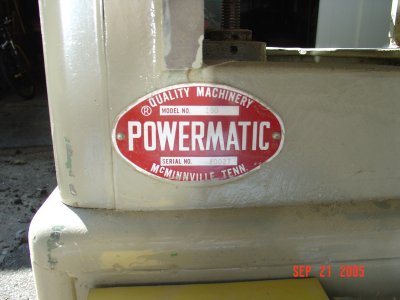 QUALITY MACHINERY
® MODEL NO.
POWERMATIC
SERIAL NO.
McMINNVILLE, TENN.
SEP 21 2005